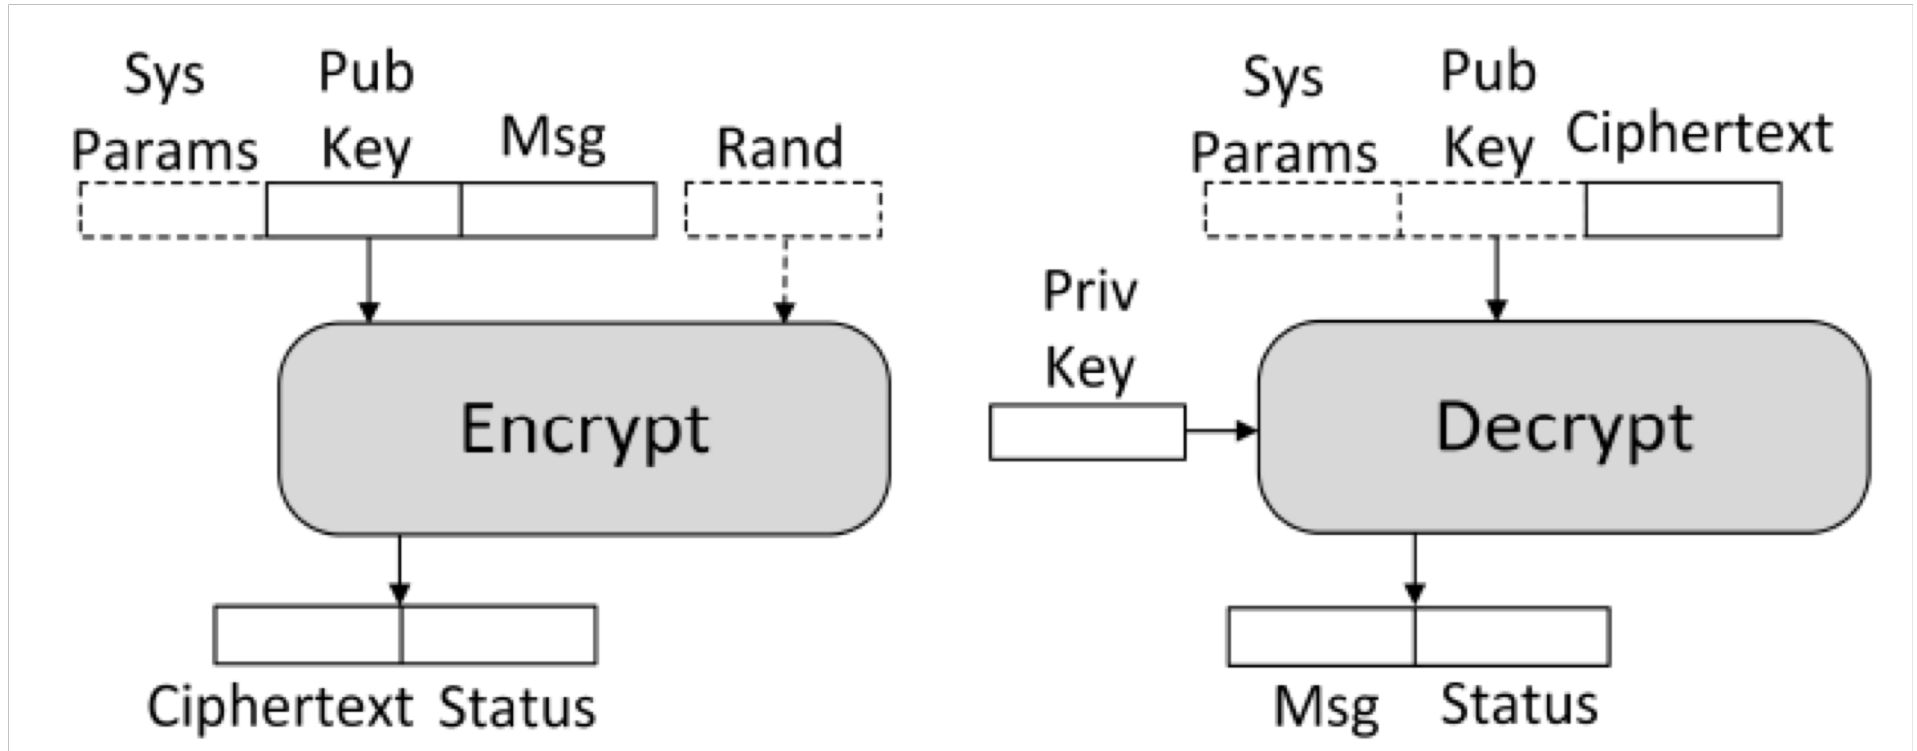 Sys
Params
Pub
Key
Msg
Rand
Encrypt
Ciphertext
Status
Sys
Params
Pub
Key
Ciphertext
Priv
Key
Decrypt
Msg
Status